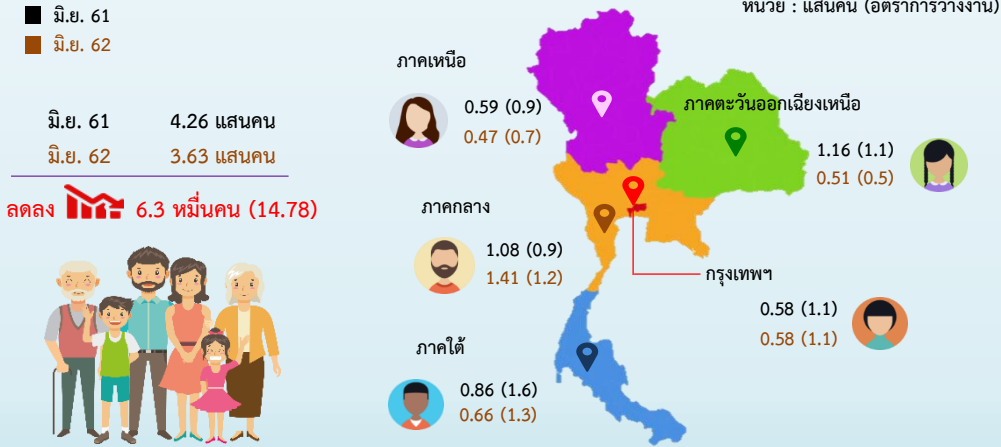 หน่วย : แสนคน (อัตราการว่างงาน)
มิ.ย. 61
มิ.ย. 62
มิ.ย. 61 4.26 แสนคน
มิ.ย. 62 3.63 แสนคน
ลดลง 6.3 หมื่นคน (14.78)
ภาคเหนือ
0.59 (0.9)
0.47 (0.7)
ภาคตะวันออกเฉียงเหนือ
1.16 (1.1)
0.51 (0.5)
ภาคกลาง
1.08 (0.9)
1.41 (1.2)
กรุงเทพฯ
0.58 (1.1)
0.58 (1.1)
ภาคใต้
0.86 (1.6)
0.66 (1.3)